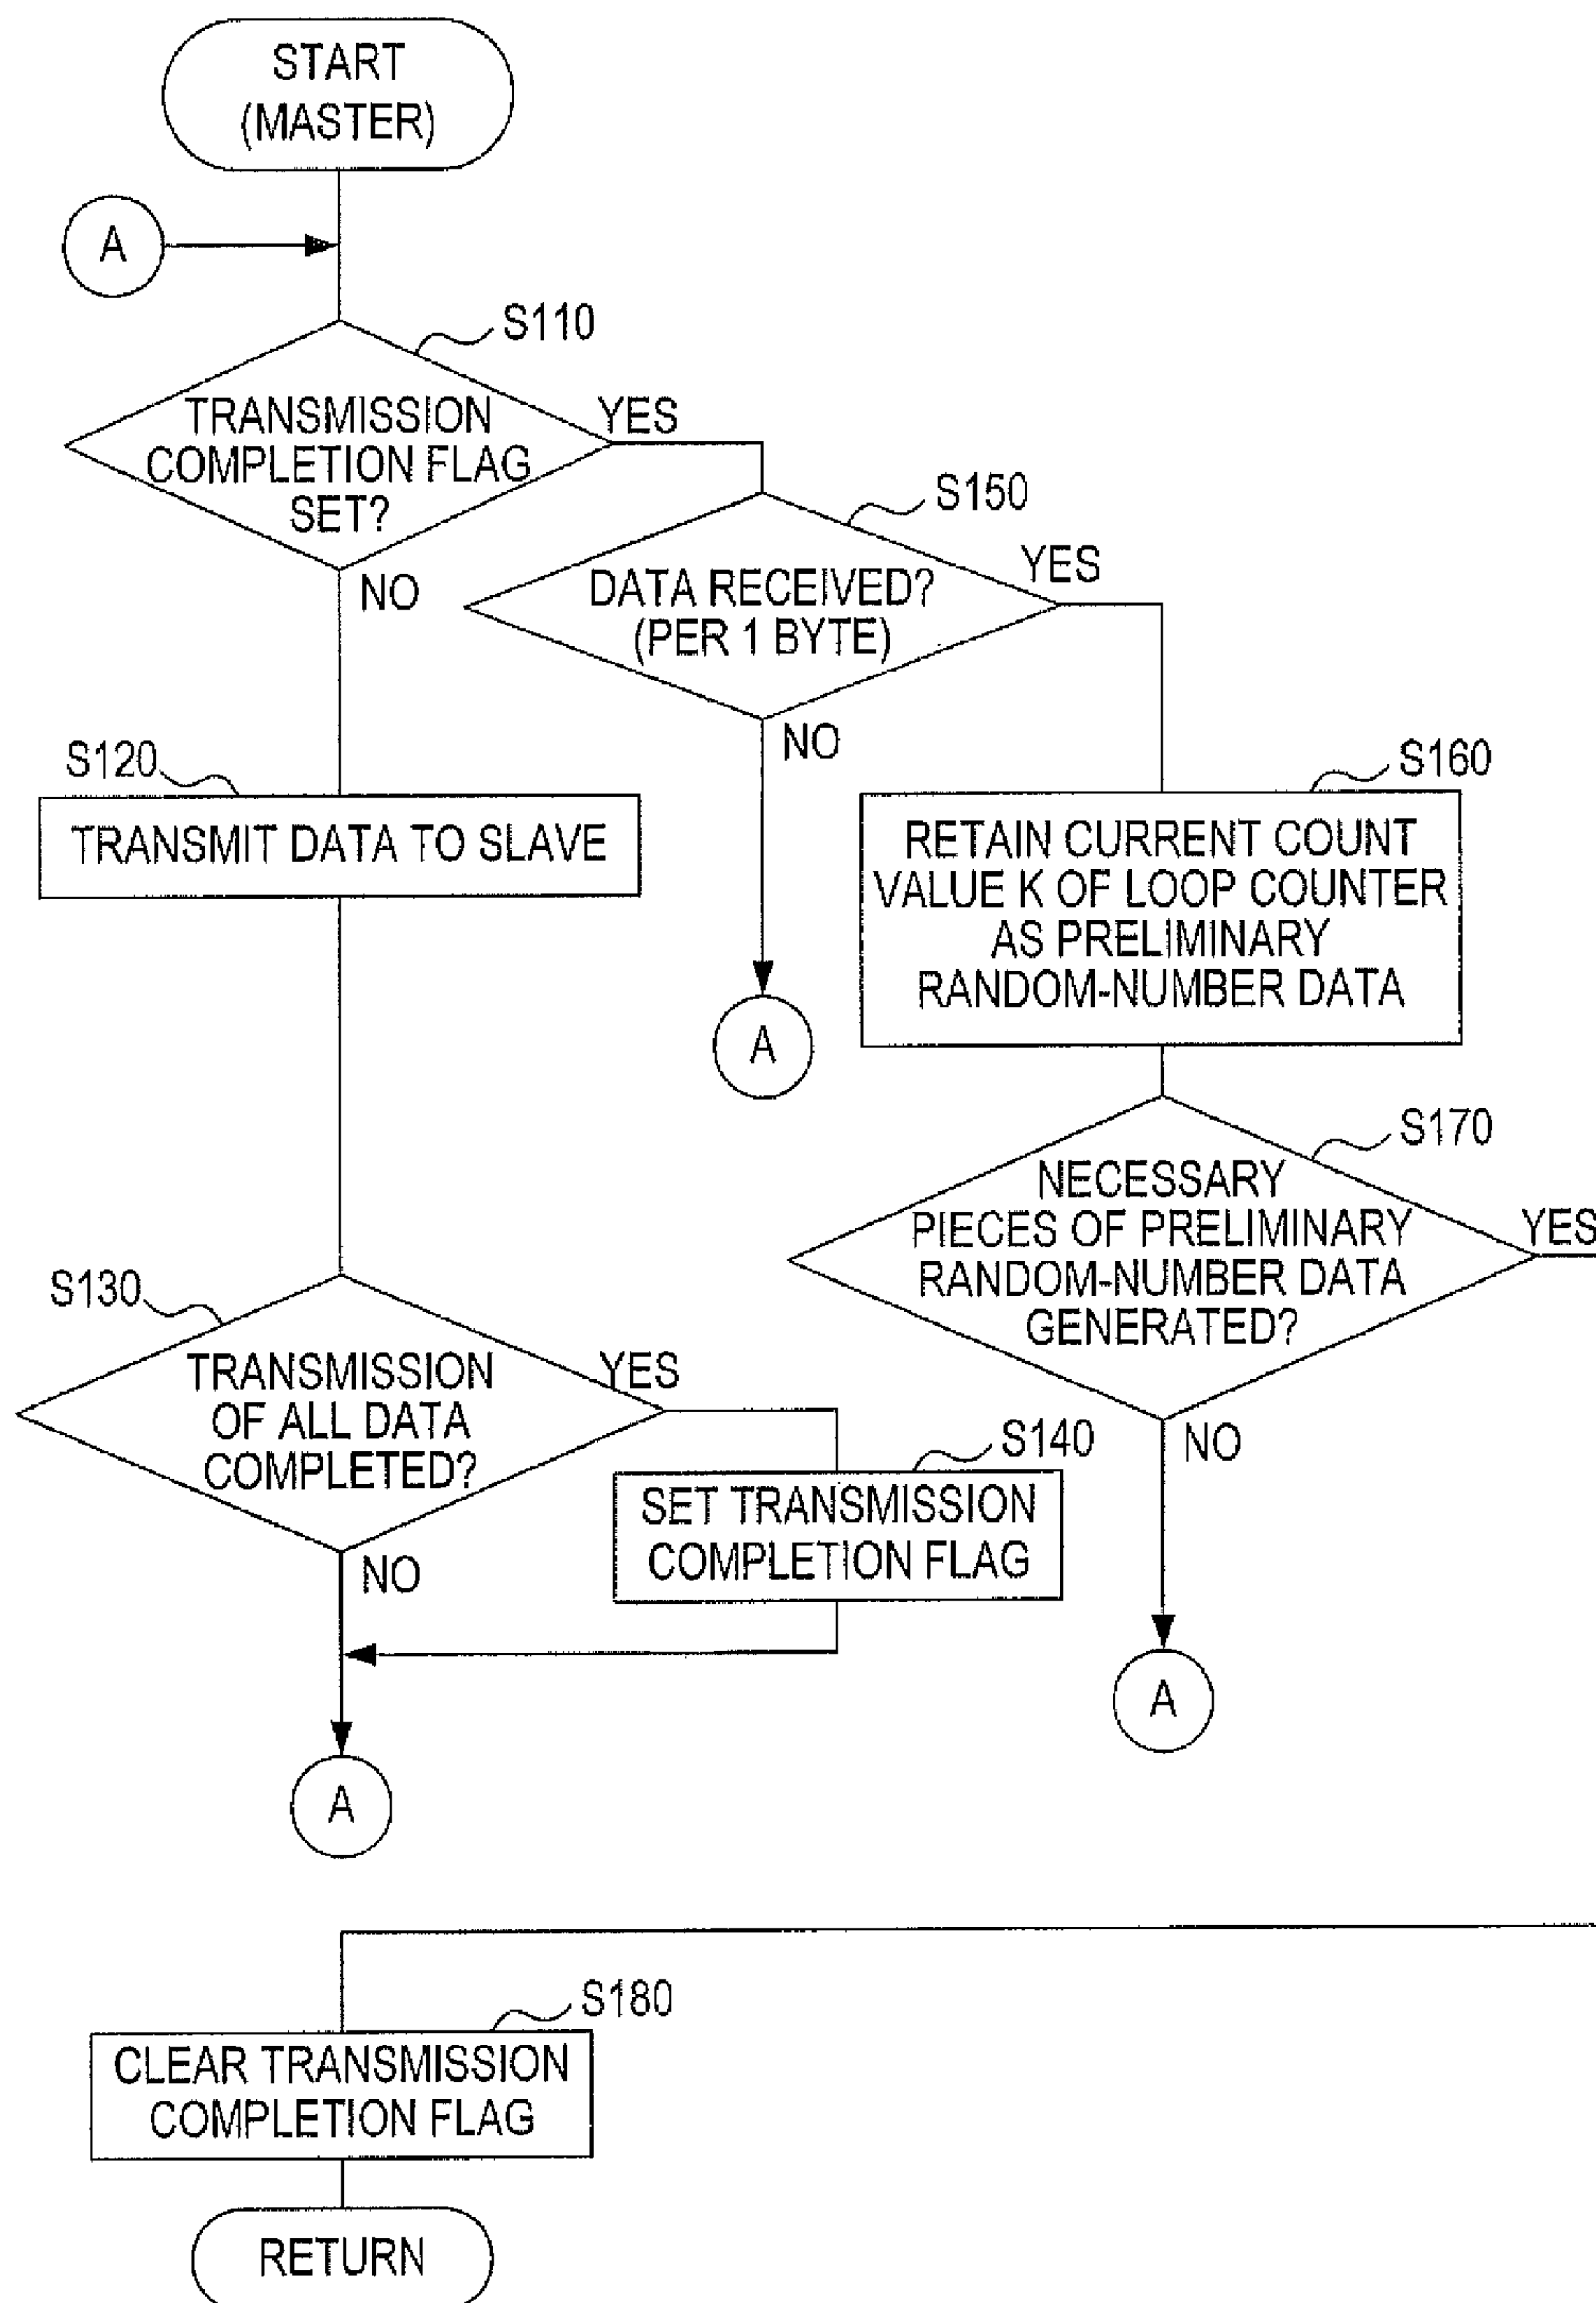 START
(MASTER)
A
S110
TRANSMISSION
COMPLETION FLAG
SET?
YES
NO
S150
DATA RECEIVED?
(PER 1 BYTE)
YES
NO
A
S120
TRANSMIT DATA TO SLAVE
S160
RETAIN CURRENT COUNT
VALUE K OF LOOP COUNTER
AS PRELIMINARY
RANDOM-NUMBER DATA
S170
NECESSARY
PIECES OF PRELIMINARY
RANDOM-NUMBER DATA
GENERATED?
YES
NO
A
S130
TRANSMISSION
OF ALL DATA
COMPLETED?
YES
NO
S140
SET TRANSMISSION
COMPLETION FLAG
A
S180
CLEAR TRANSMISSION
COMPLETION FLAG
RETURN